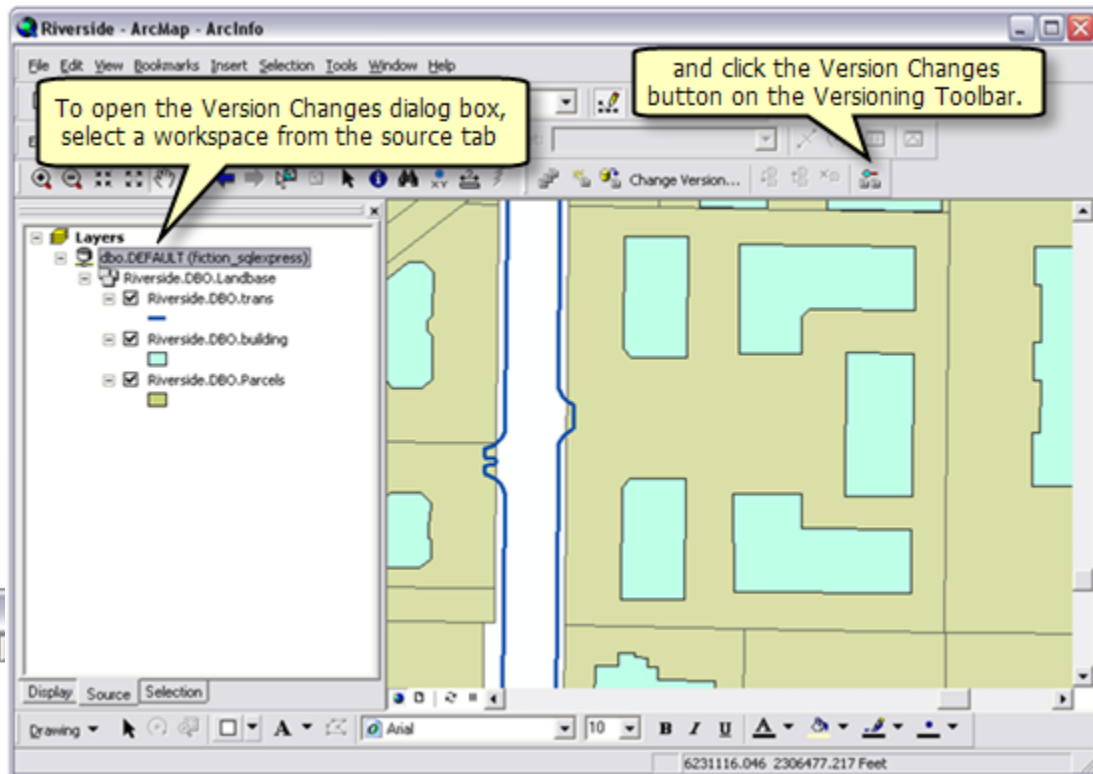 Riverside - ArcMap - ArcInfo
File Edit View Bookmarks Insert Selection Tools Window Help
To open the Version Changes dialog box,
select a workspace from the source tab
and click the Version Changes
button on the Versioning Toolbar.
XY
Change Version...
Layers
dbo.DEFAULT (fiction_sqlexpress)
Riverside.DBO.Landbase
Riverside.DBO.trans
Riverside.DBO.building
Riverside.DBO.Parcels
Display Source Selection
Drawing A Arial 10 B I U A
6231116.046 2306477.217 Feet